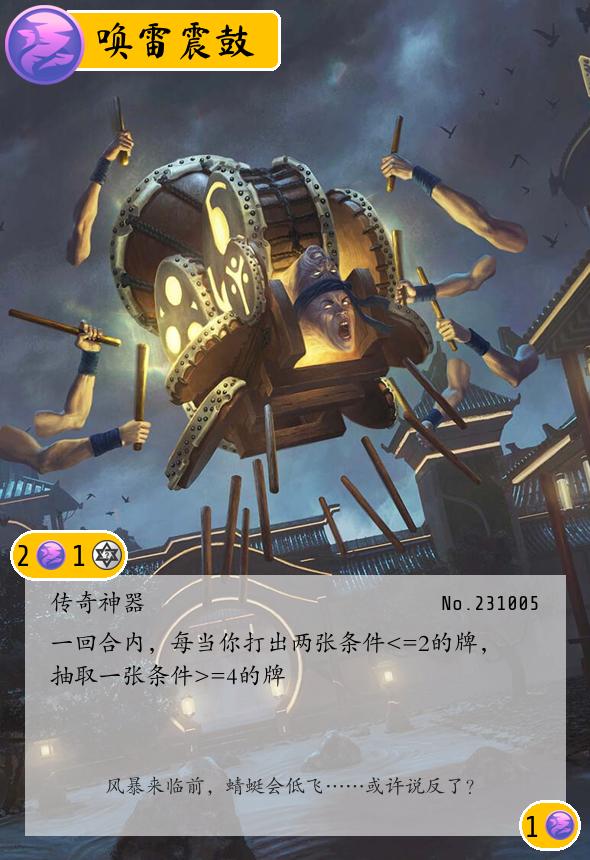 唤雷震鼓
2 1 ?
传奇神器 No.231005
一回合内，每当你打出两张条件<=2的牌，
抽取一张条件>=4的牌
风暴来临前，蜻蜓会低飞……或许说反了？
1